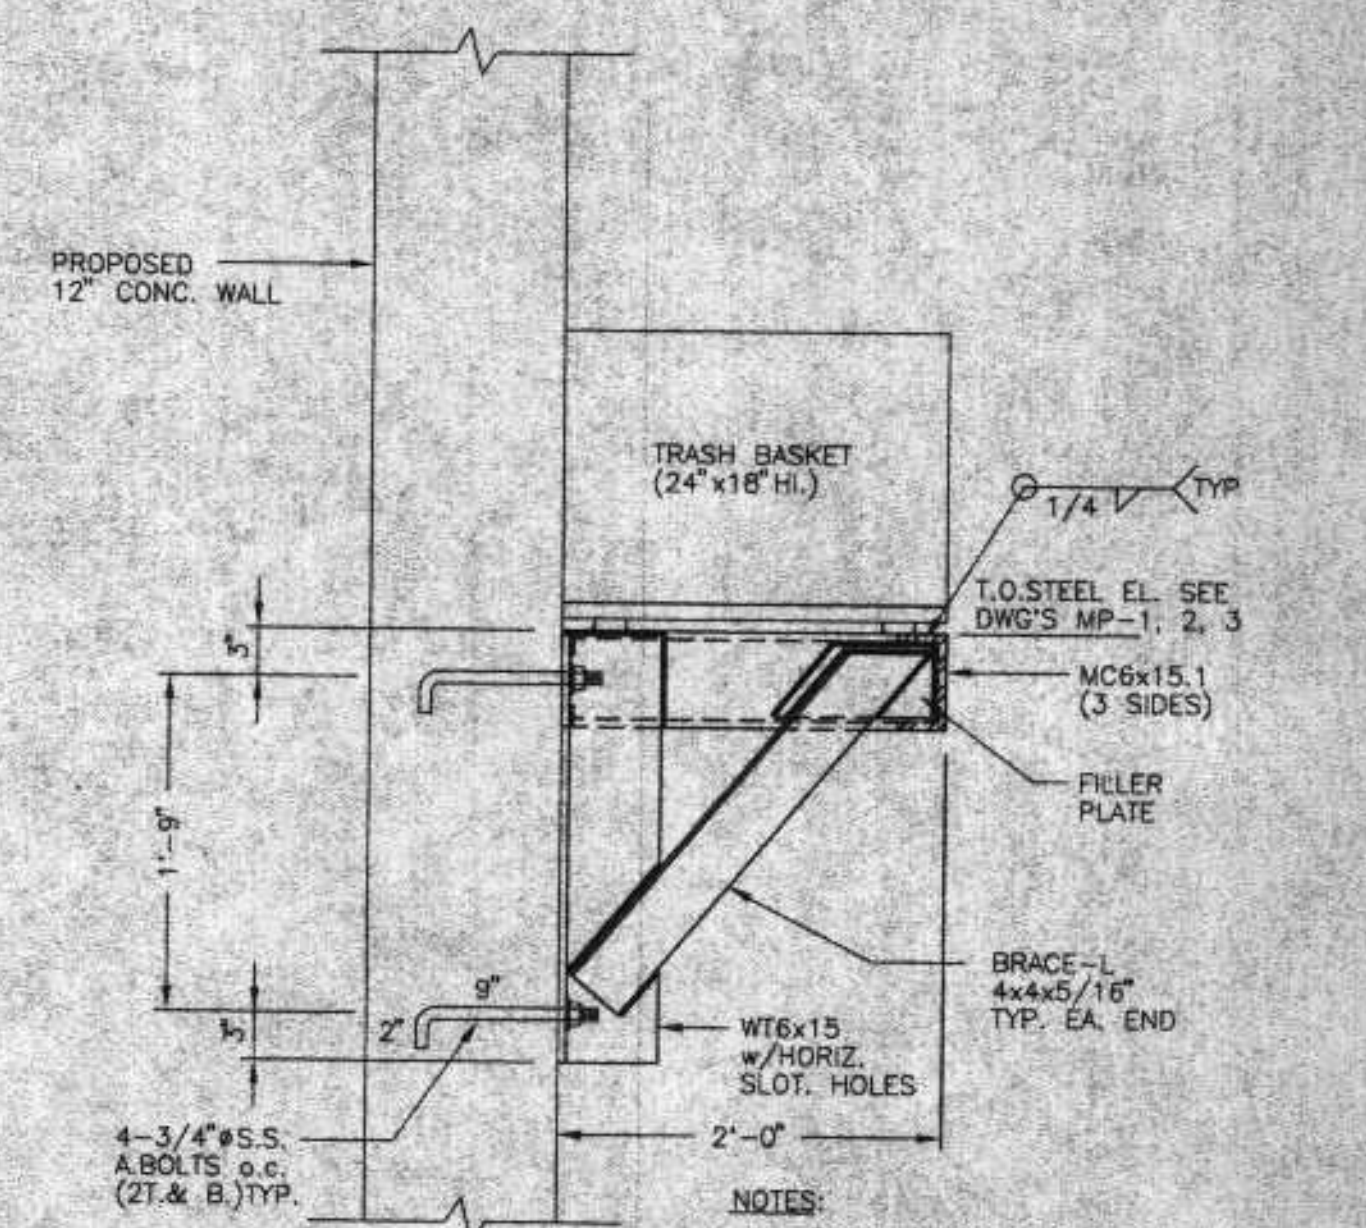 PROPOSED
12" CONC. WALL
TRASH BASKET
(24"x18" HI.)
1/4
TYP
T.O.STEEL EL. SEE
DWG'S MP-1, 2, 3
3"
MC6x15.1
(3 SIDES)
FILLER
PLATE
1'-9"
BRACE-L
4x4x5/16"
TYP. EA. END
9"
2"
3"
WT6x15
w/HORIZ.
SLOT. HOLES
2'-0"
4-3/4"øS.S.
A.BOLTS o.c.
(2T.& B.)TYP.
NOTES: